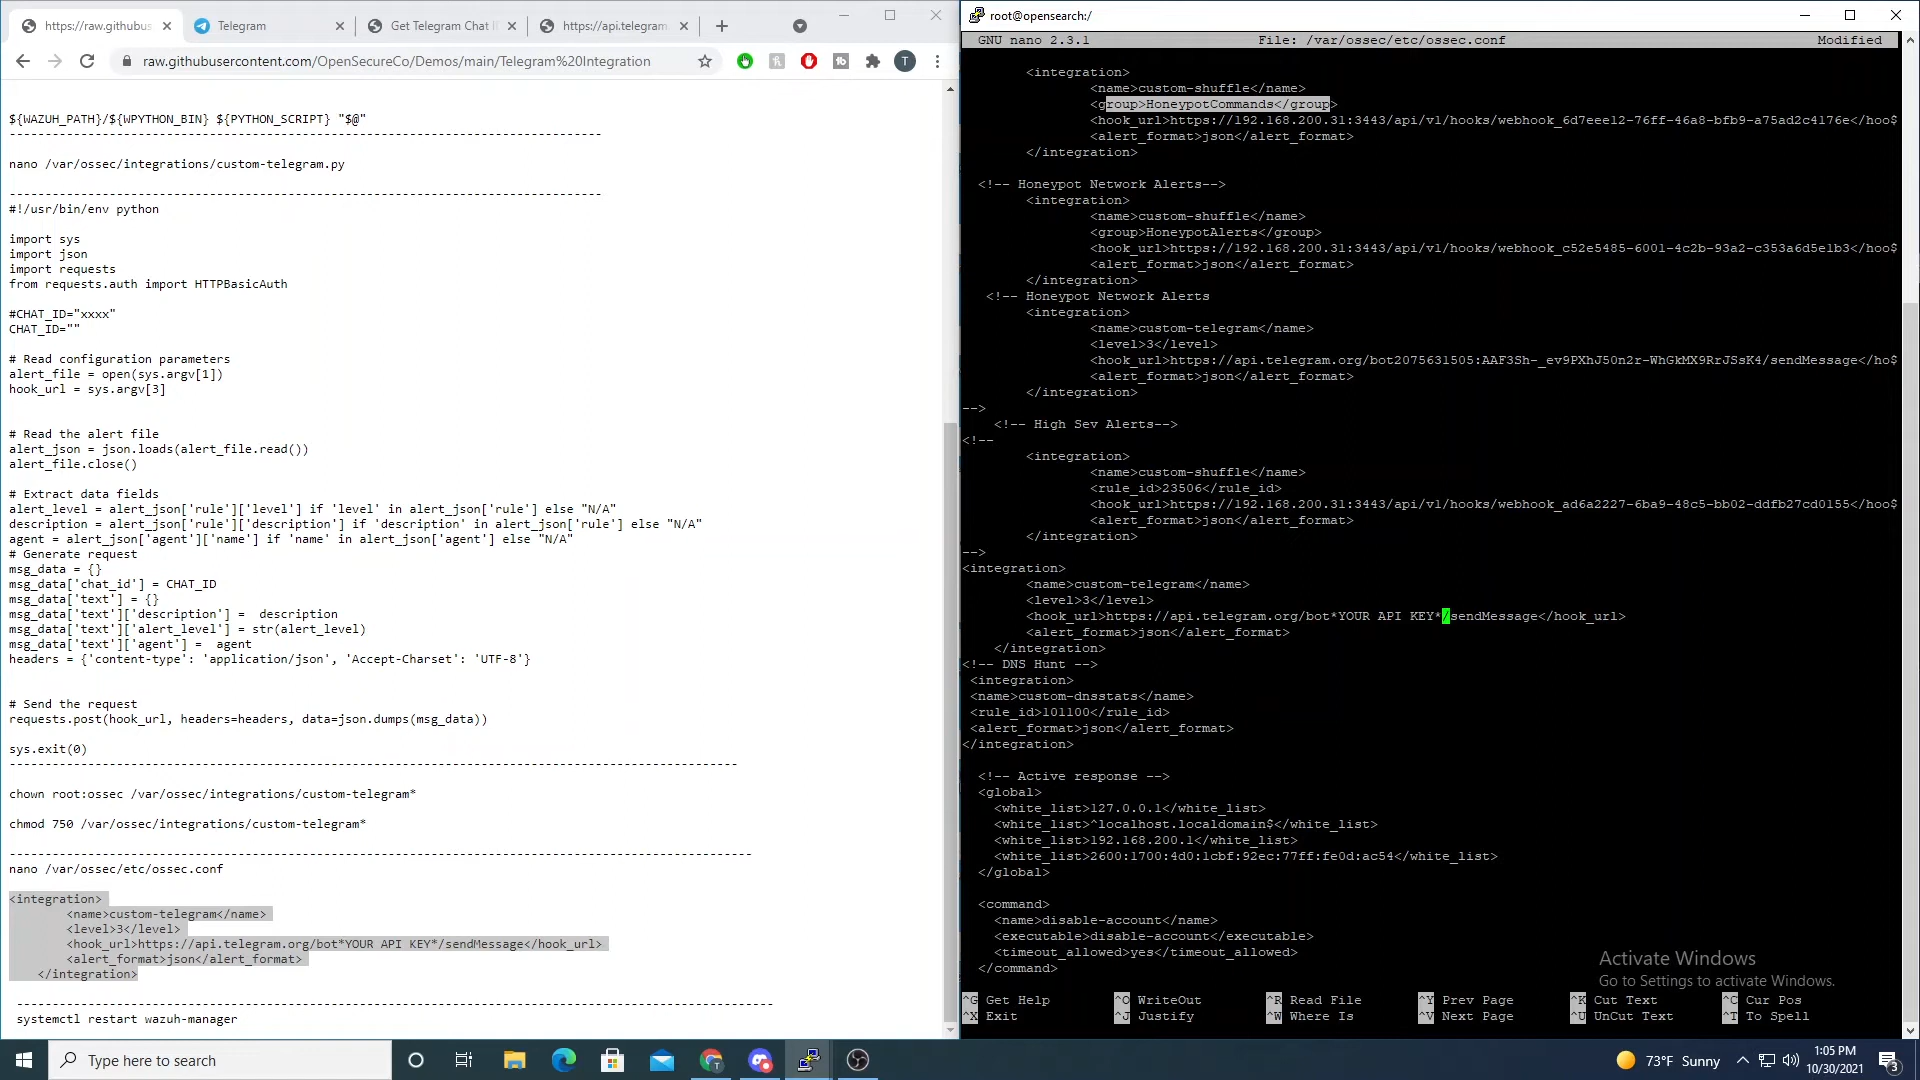 https://raw.githubus
Telegram
Get Telegram Chat I
https://api.telegram.
raw.githubusercontent.com/OpenSecureCo/Demos/main/Telegram%20Integration
T
${WAZUH_PATH}/${WPYTHON_BIN} ${PYTHON_SCRIPT} "$@"
nano /var/ossec/integrations/custom-telegram.py
#!/usr/bin/env python
import sys
import json
import requests
from requests.auth import HTTPBasicAuth
#CHAT_ID="xxxx"
CHAT_ID=""
# Read configuration parameters
alert_file = open(sys.argv[1])
hook_url = sys.argv[3]
# Read the alert file
alert_json = json.loads(alert_file.read())
alert_file.close()
# Extract data fields
alert_level = alert_json['rule']['level'] if 'level' in alert_json['rule'] else "N/A"
description = alert_json['rule']['description'] if 'description' in alert_json['rule'] else "N/A"
agent = alert_json['agent']['name'] if 'name' in alert_json['agent'] else "N/A"
# Generate request
msg_data = {}
msg_data['chat_id'] = CHAT_ID
msg_data['text'] = {}
msg_data['text']['description'] =  description
msg_data['text']['alert_level'] = str(alert_level)
msg_data['text']['agent'] =  agent
headers = {'content-type': 'application/json', 'Accept-Charset': 'UTF-8'}
# Send the request
requests.post(hook_url, headers=headers, data=json.dumps(msg_data))
sys.exit(0)
chown root:ossec /var/ossec/integrations/custom-telegram*
chmod 750 /var/ossec/integrations/custom-telegram*
nano /var/ossec/etc/ossec.conf
<integration>
<name>custom-telegram</name>
<level>3</level>
<hook_url>https://api.telegram.org/bot*YOUR API KEY*/sendMessage</hook_url>
<alert_format>json</alert_format>
</integration>
systemctl restart wazuh-manager
root@opensearch:/
GNU nano 2.3.1 File: /var/ossec/etc/ossec.conf Modified
<integration>
<name>custom-shuffle</name>
<group>HoneypotCommands</group>
<hook_url>https://192.168.200.31:3443/api/v1/hooks/webhook_6d7eee12-76ff-46a8-bfb9-a75ad2c4176e</hoo$
<alert_format>json</alert_format>
</integration>
<!-- Honeypot Network Alerts-->
<integration>
<name>custom-shuffle</name>
<group>HoneypotAlerts</group>
<hook_url>https://192.168.200.31:3443/api/v1/hooks/webhook_c52e5485-6001-4c2b-93a2-c353a6d5e1b3</hoo$
<alert_format>json</alert_format>
</integration>
<!-- Honeypot Network Alerts
<integration>
<name>custom-telegram</name>
<level>3</level>
<hook_url>https://api.telegram.org/bot2075631505:AAF3Sh-_ev9PXhJ50n2r-WhGkMX9RrJSsK4/sendMessage</ho$
<alert_format>json</alert_format>
</integration>
-->
<!-- High Sev Alerts-->
<!--
<integration>
<name>custom-shuffle</name>
<rule_id>23506</rule_id>
<hook_url>https://192.168.200.31:3443/api/v1/hooks/webhook_ad6a2227-6ba9-48c5-bb02-ddfb27cd0155</hoo$
<alert_format>json</alert_format>
</integration>
-->
<integration>
<name>custom-telegram</name>
<level>3</level>
<hook_url>https://api.telegram.org/bot*YOUR API KEY*/sendMessage</hook_url>
<alert_format>json</alert_format>
</integration>
<!-- DNS Hunt -->
<integration>
<name>custom-dnsstats</name>
<rule_id>101100</rule_id>
<alert_format>json</alert_format>
</integration>
<!-- Active response -->
<global>
<white_list>127.0.0.1</white_list>
<white_list>^localhost.localdomain$</white_list>
<white_list>192.168.200.1</white_list>
<white_list>2600:1700:4d0:1cbf:92ec:77ff:fe0d:ac54</white_list>
</global>
<command>
<name>disable-account</name>
<executable>disable-account</executable>
<timeout_allowed>yes</timeout_allowed>
</command>
Activate Windows
Go to Settings to activate Windows.
^G Get Help ^O WriteOut ^R Read File ^Y Prev Page ^K Cut Text ^C Cur Pos
^X Exit ^J Justify ^W Where Is ^V Next Page ^U UnCut Text ^T To Spell
Type here to search
73°F Sunny
1:05 PM
10/30/2021
3